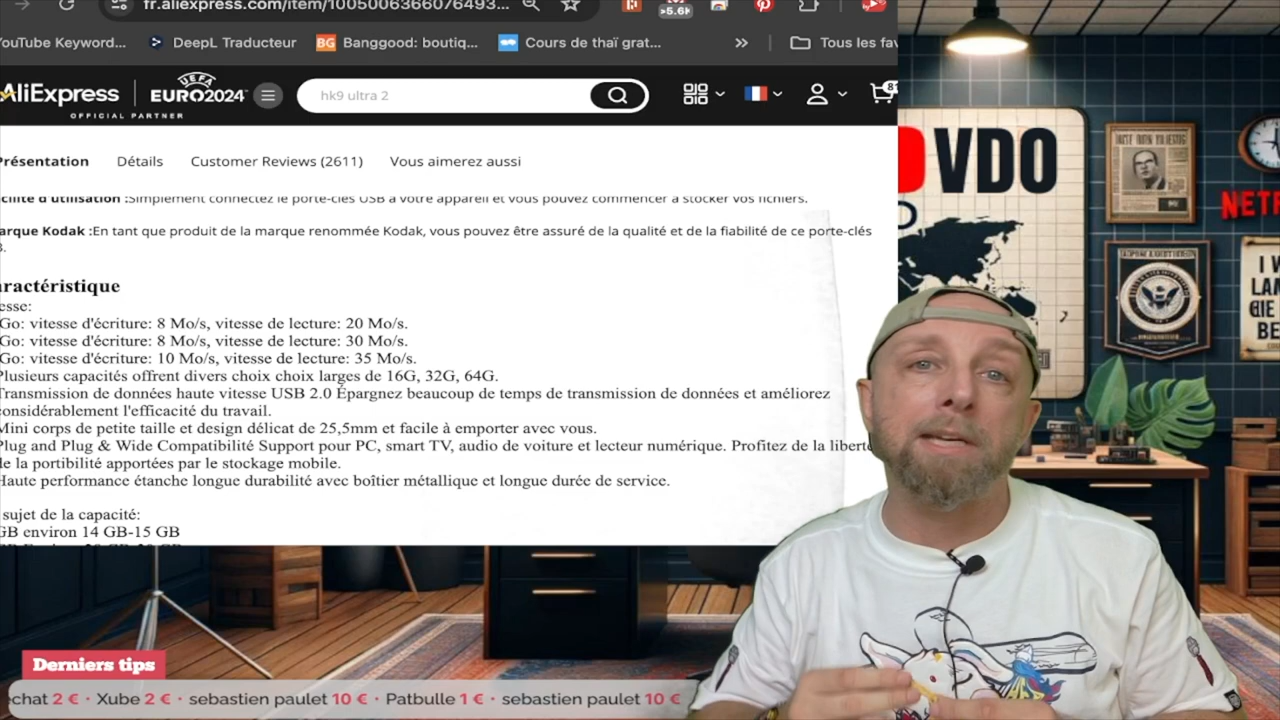 fr.aliexpress.com/item/1005006366076493...
>5.6K
YouTube Keyword...
DeepL Traducteur
BG Banggood: boutiq...
Cours de thaï grat...
Tous les fav
AliExpress
OFFICIAL PARTNER
UEFA
EURO2024
hk9 ultra 2
Présentation
Détails
Customer Reviews (2611)
Vous aimerez aussi
cilité d'utilisation :Simplement connectez le porte-clés USB à votre appareil et vous pouvez commencer à stocker vos fichiers.
arque Kodak :En tant que produit de la marque renommée Kodak, vous pouvez être assuré de la qualité et de la fiabilité de ce porte-clés
aractéristique
esse:
Go: vitesse d'écriture: 8 Mo/s, vitesse de lecture: 20 Mo/s.
Go: vitesse d'écriture: 8 Mo/s, vitesse de lecture: 30 Mo/s.
Go: vitesse d'écriture: 10 Mo/s, vitesse de lecture: 35 Mo/s.
Plusieurs capacités offrent divers choix choix larges de 16G, 32G, 64G.
Transmission de données haute vitesse USB 2.0 Épargnez beaucoup de temps de transmission de données et améliorez
considérablement l'efficacité du travail.
Mini corps de petite taille et design délicat de 25,5mm et facile à emporter avec vous.
Plug and Plug & Wide Compatibilité Support pour PC, smart TV, audio de voiture et lecteur numérique. Profitez de la liberté
de la portibilité apportées par le stockage mobile.
Haute performance étanche longue durabilité avec boîtier métallique et longue durée de service.
sujet de la capacité:
GB environ 14 GB-15 GB
VDO
NETF
I W
LAM
GIE
BE
Derniers tips
echat 2 € · Xube 2 € · sebastien paulet 10 € · Patbulle 1 € · sebastien paulet 10 €